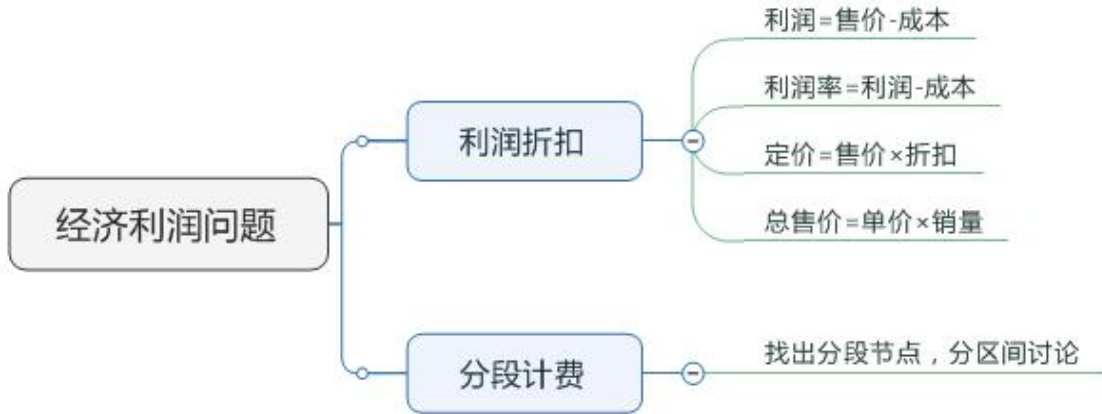 利润=售价-成本
利润率=利润-成本
利润折扣
定价=售价×折扣
经济利润问题
总售价=单价×销量
分段计费
找出分段节点，分区间讨论